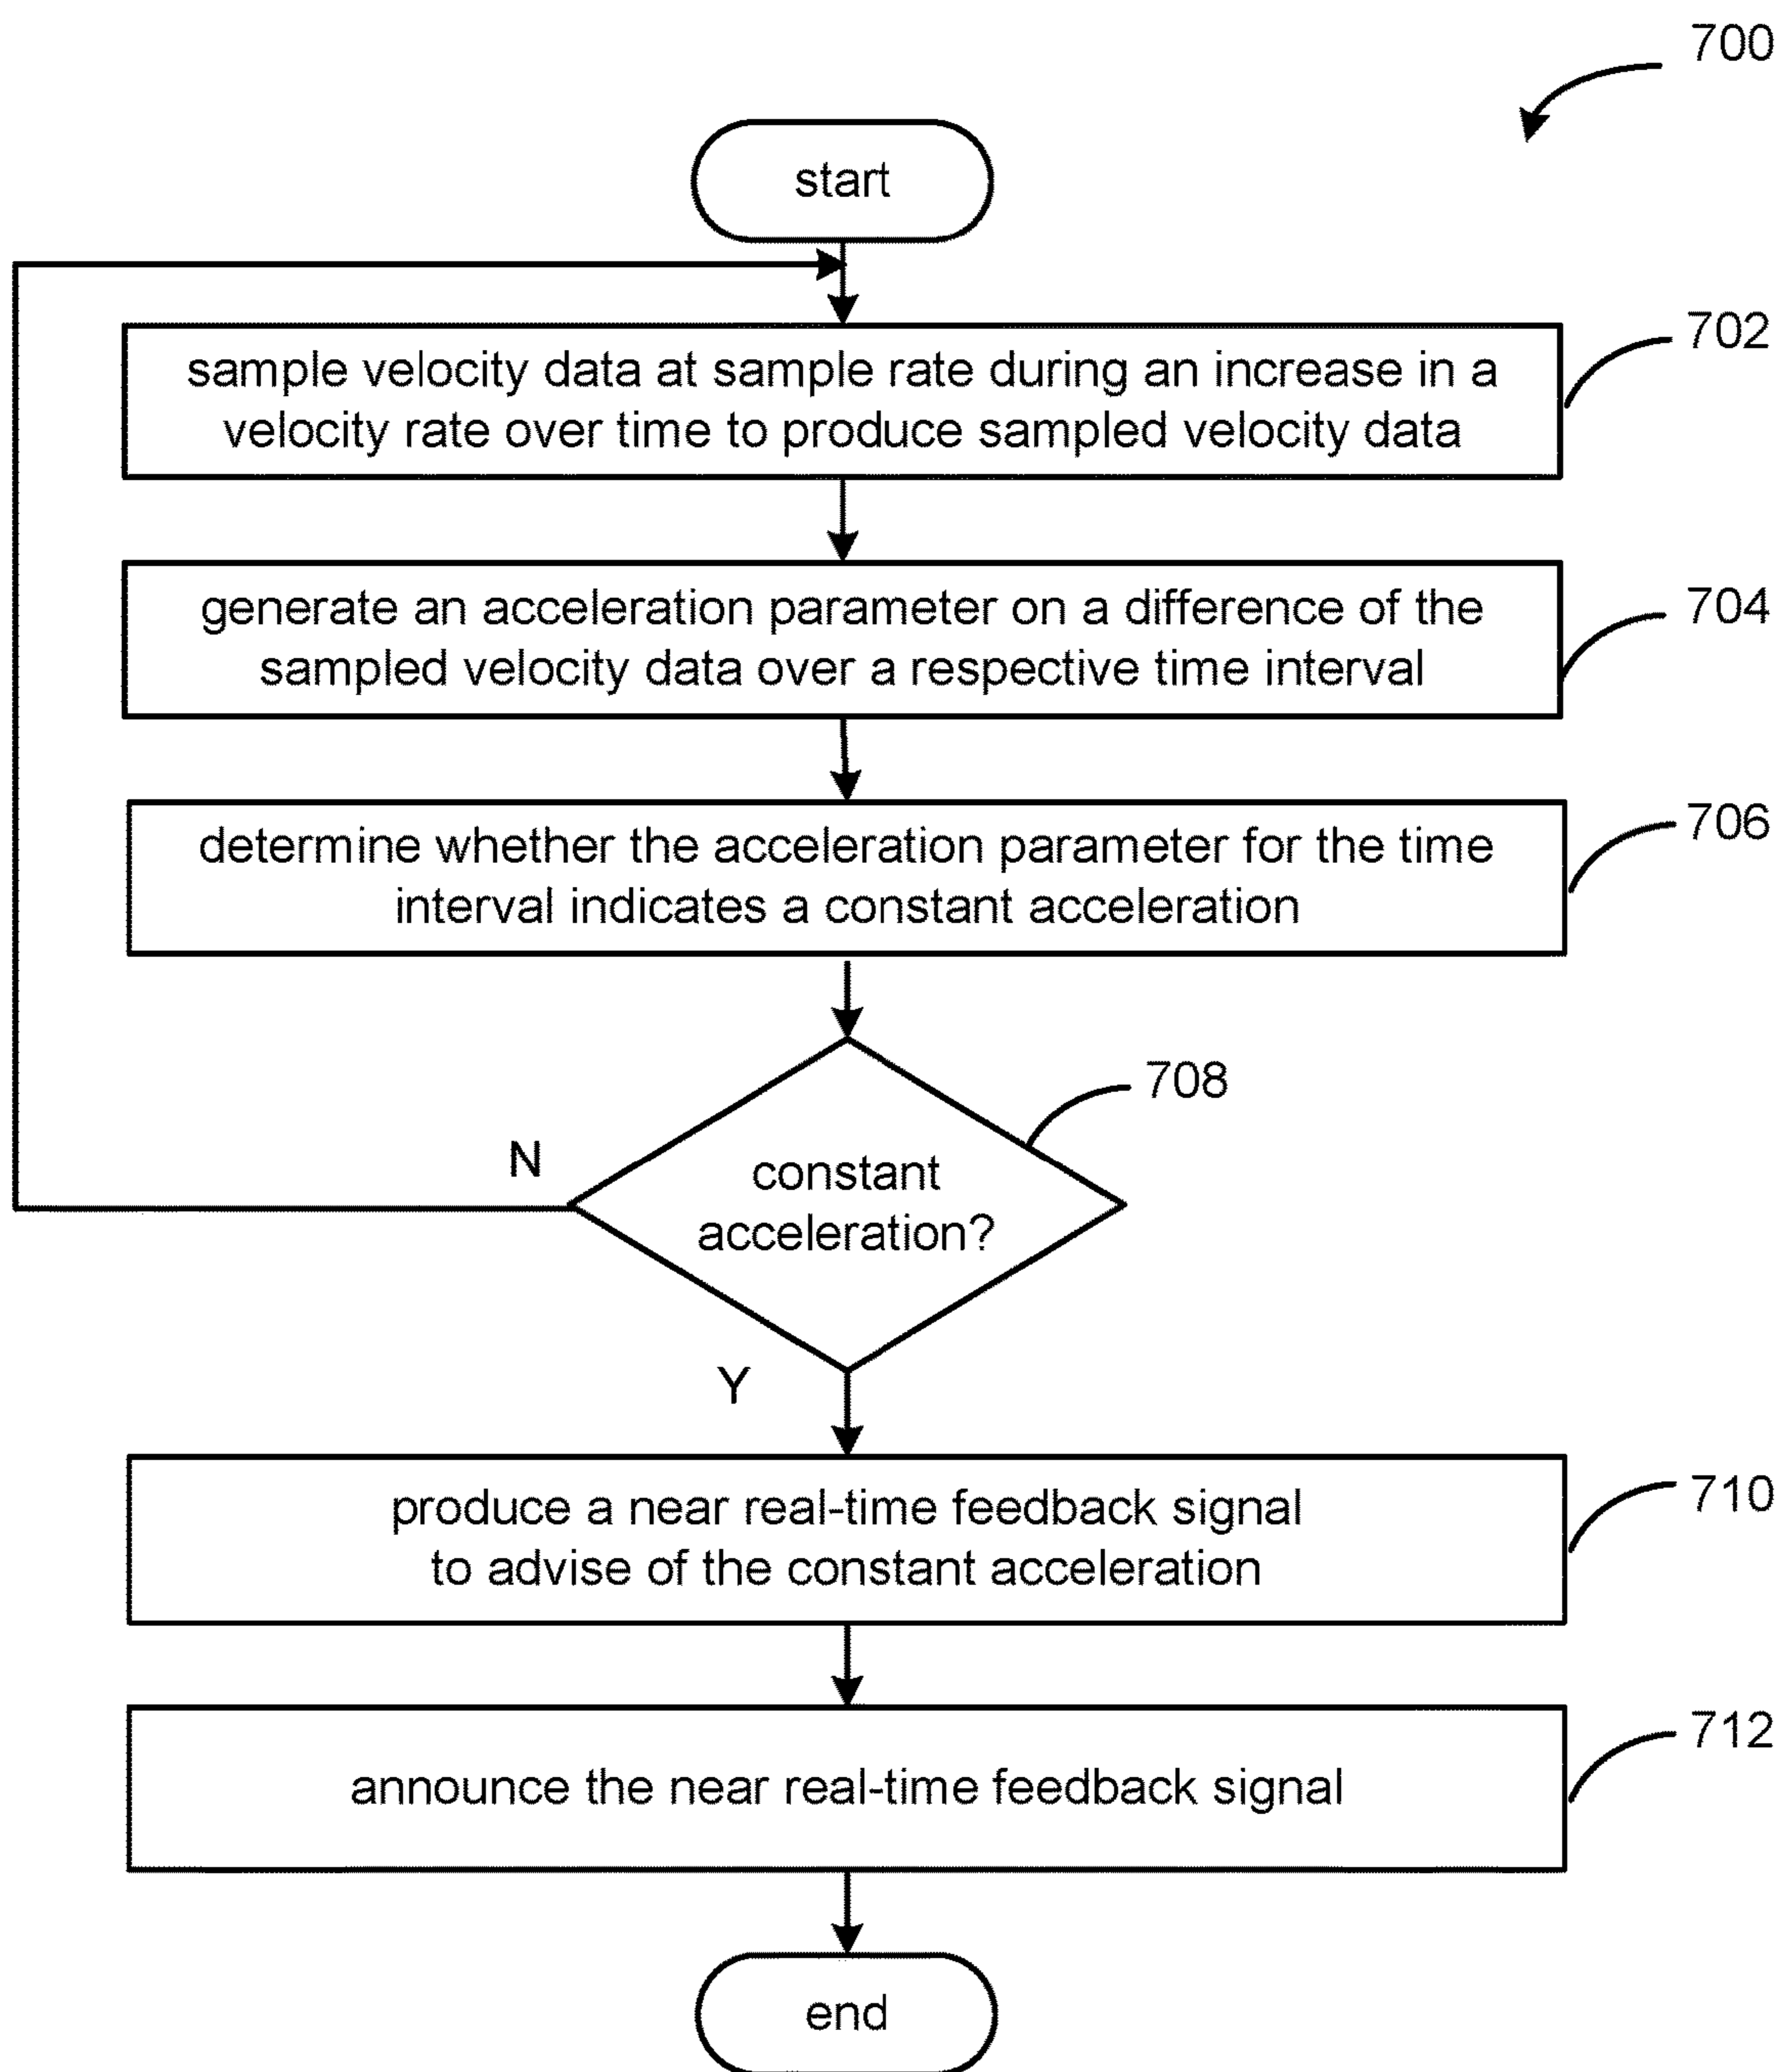 700
start
702
sample velocity data at sample rate during an increase in a
velocity rate over time to produce sampled velocity data
704
generate an acceleration parameter on a difference of the
sampled velocity data over a respective time interval
706
determine whether the acceleration parameter for the time
interval indicates a constant acceleration
708
N
constant
acceleration?
Y
710
produce a near real-time feedback signal
to advise of the constant acceleration
712
announce the near real-time feedback signal
end